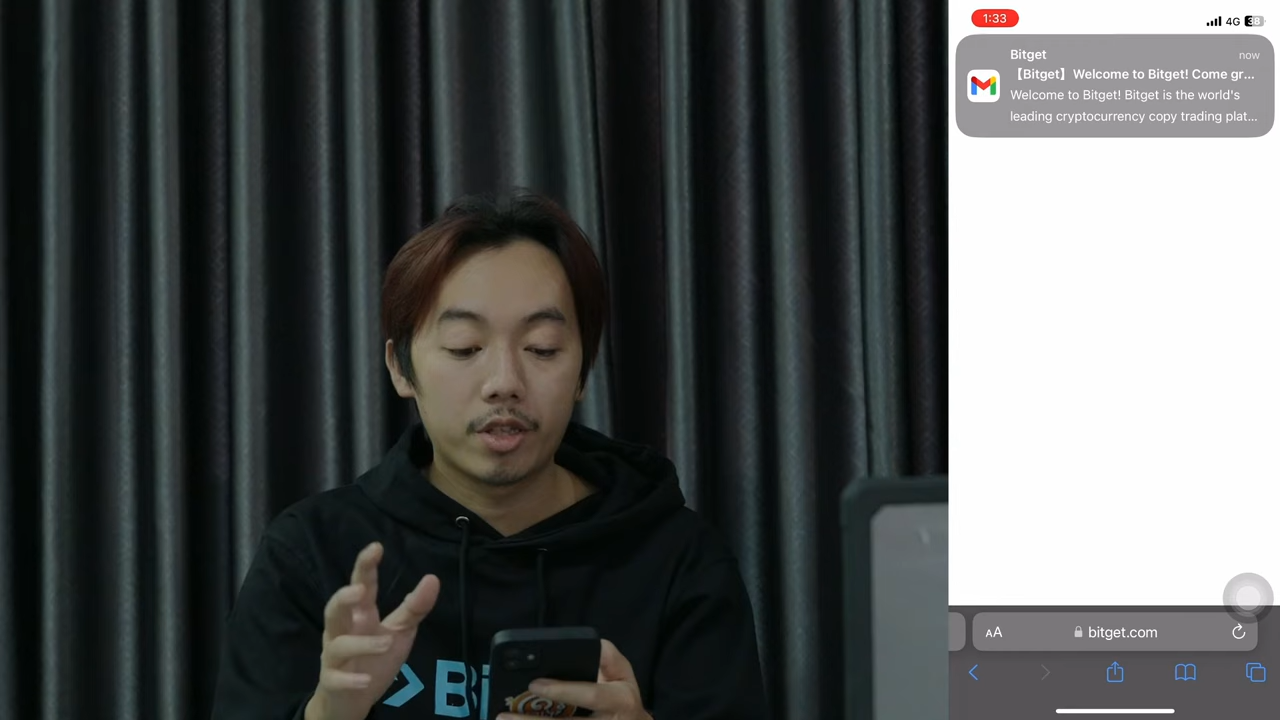 1:33
4G
38
Bitget
now
【Bitget】Welcome to Bitget! Come gr...
Welcome to Bitget! Bitget is the world's
leading cryptocurrency copy trading plat...
Bi
AA
bitget.com